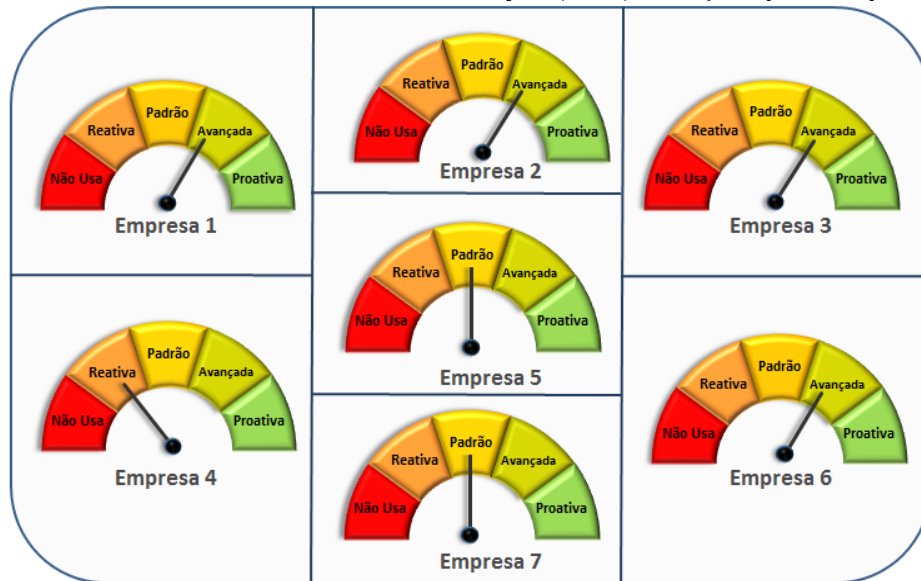 Não Usa
Reativa
Padrão
Avançada
Proativa
Empresa 1
Não Usa
Reativa
Padrão
Avançada
Proativa
Empresa 2
Não Usa
Reativa
Padrão
Avançada
Proativa
Empresa 3
Não Usa
Reativa
Padrão
Avançada
Proativa
Empresa 4
Não Usa
Reativa
Padrão
Avançada
Proativa
Empresa 5
Não Usa
Reativa
Padrão
Avançada
Proativa
Empresa 6
Não Usa
Reativa
Padrão
Avançada
Proativa
Empresa 7